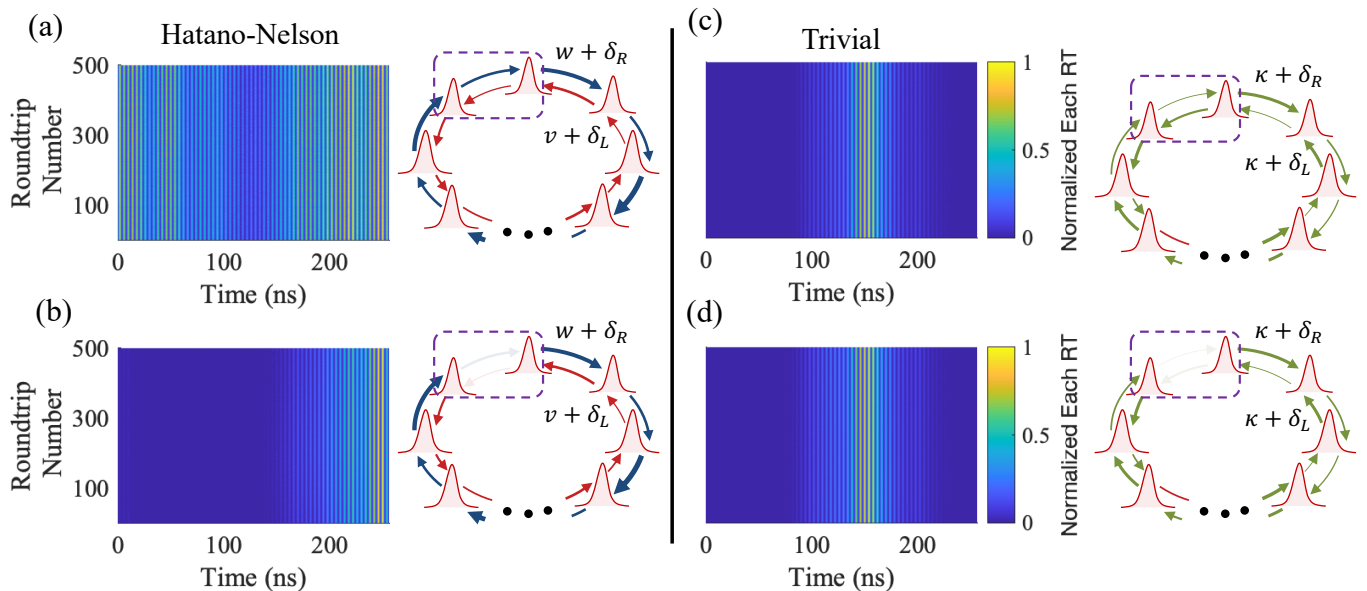 (a)
Hatano-Nelson
Roundtrip
Number
500
300
100
0
100
200
Time (ns)
w + δ_R
v + δ_L
(b)
Roundtrip
Number
500
300
100
0
100
200
Time (ns)
w + δ_R
v + δ_L
(c)
Trivial
0
100
200
Time (ns)
1
0.5
0
Normalized Each RT
κ + δ_R
κ + δ_L
(d)
0
100
200
Time (ns)
1
0.5
0
Normalized Each RT
κ + δ_R
κ + δ_L